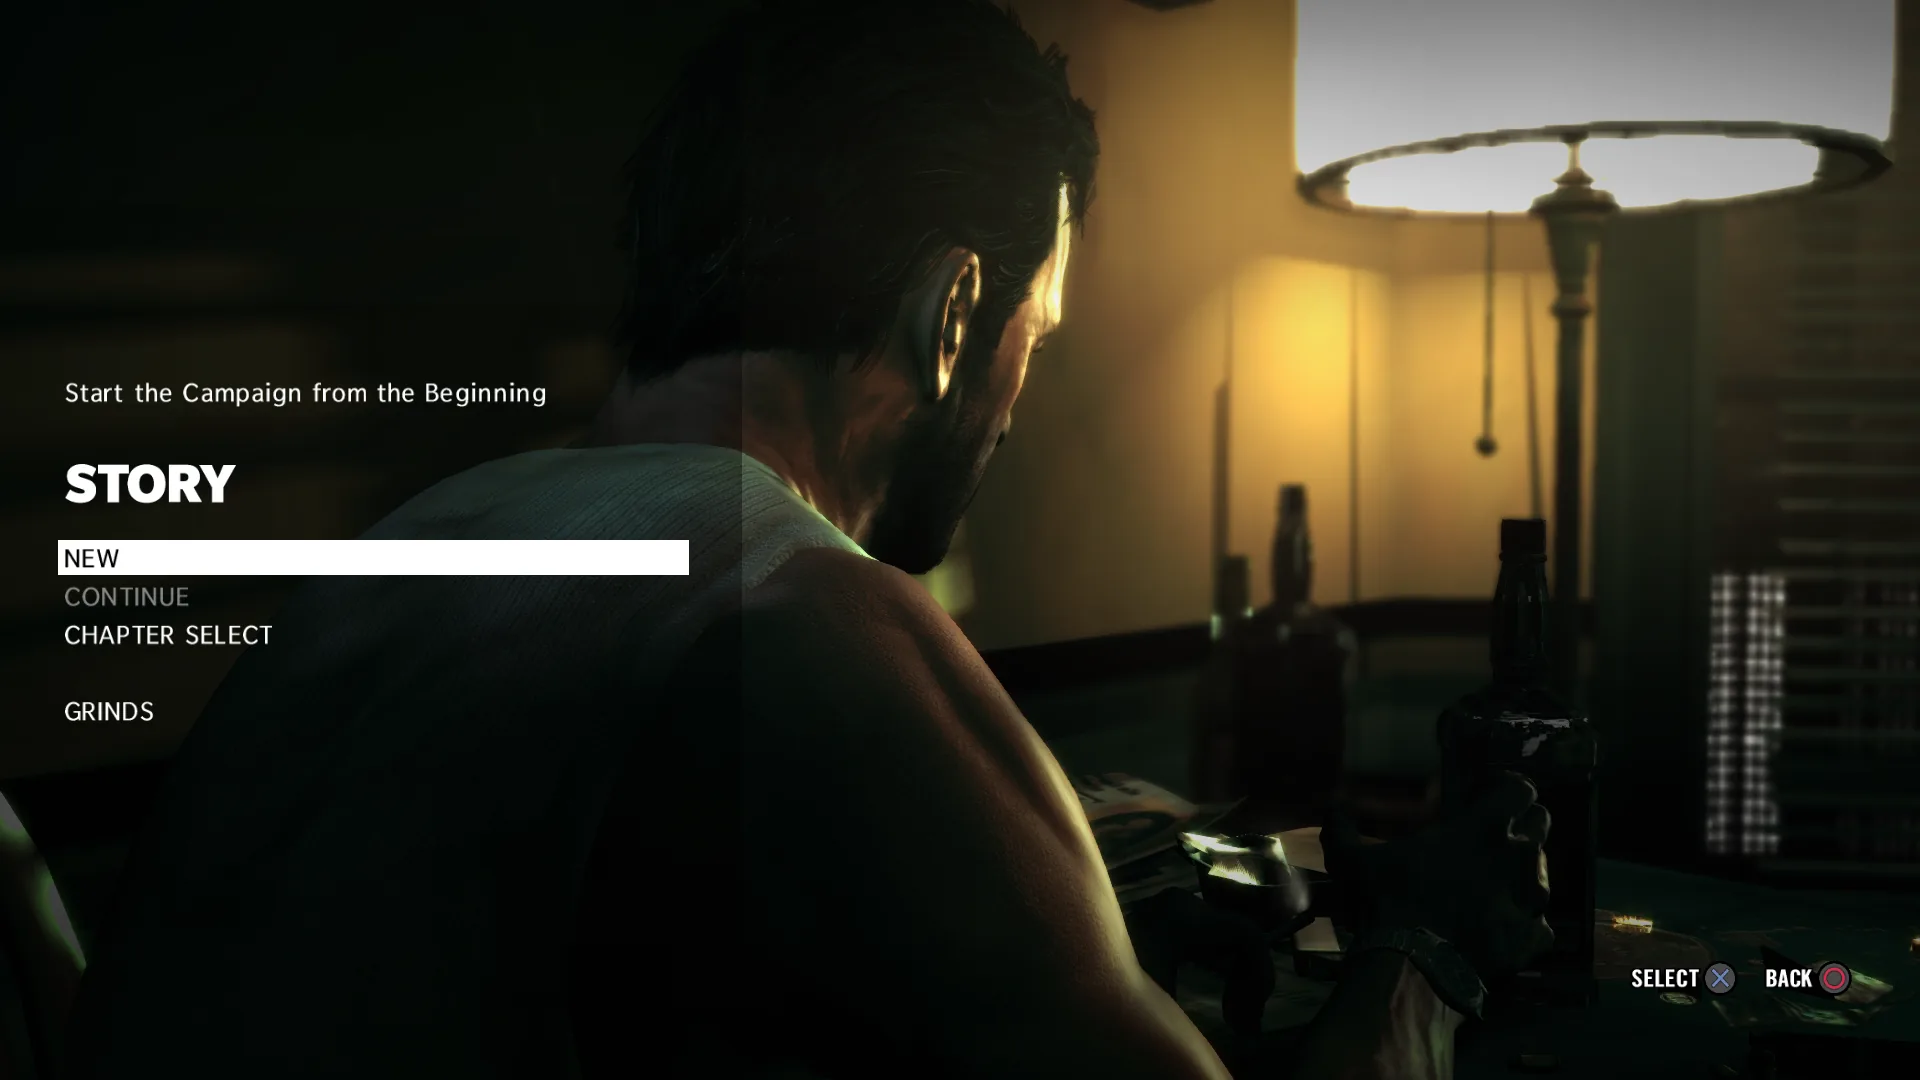 Start the Campaign from the Beginning
STORY
NEW
CONTINUE
CHAPTER SELECT
GRINDS
SELECT
BACK